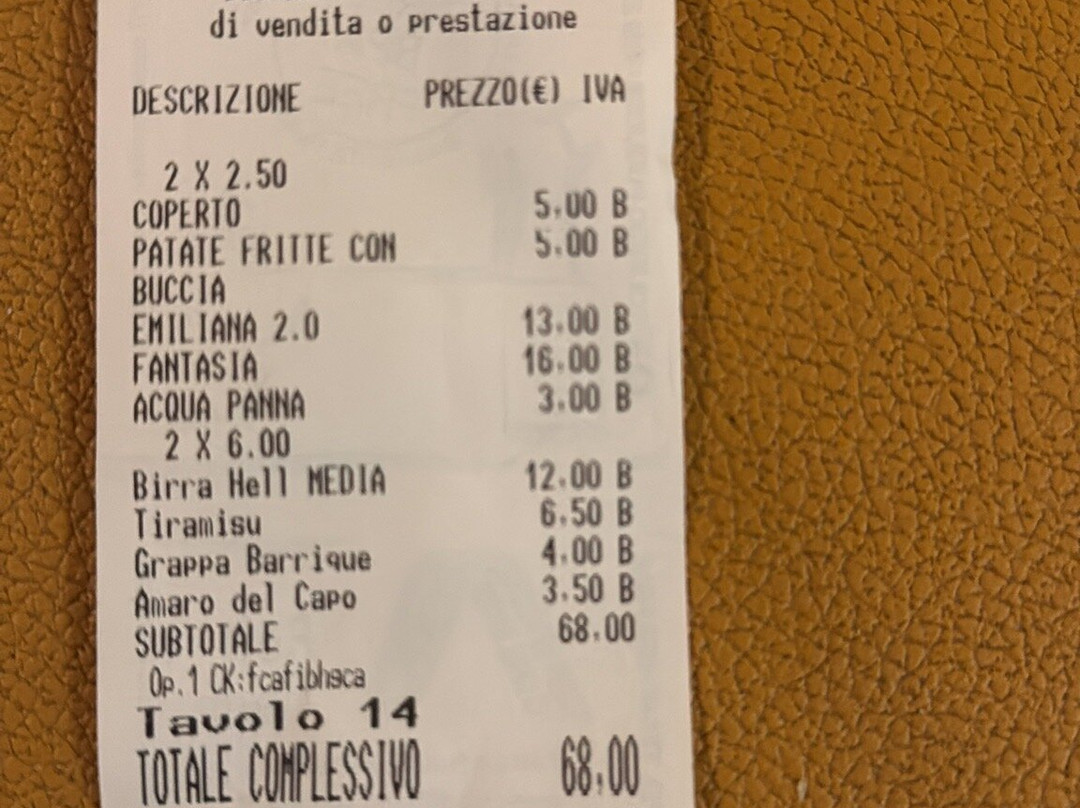 di vendita o prestazione
DESCRIZIONE PREZZO(€) IVA
2 X 2.50
COPERTO 5.00 B
PATATE FRITTE CON 5.00 B
BUCCIA
EMILIANA 2.0 13.00 B
FANTASIA 16.00 B
ACQUA PANNA 3.00 B
2 X 6.00
Birra Hell MEDIA 12.00 B
Tiramisu 6.50 B
Grappa Barrique 4.00 B
Amaro del Capo 3.50 B
SUBTOTALE 68.00
Op.1 CK:fcafibhgca
Tavolo 14
TOTALE COMPLESSIVO 68.00